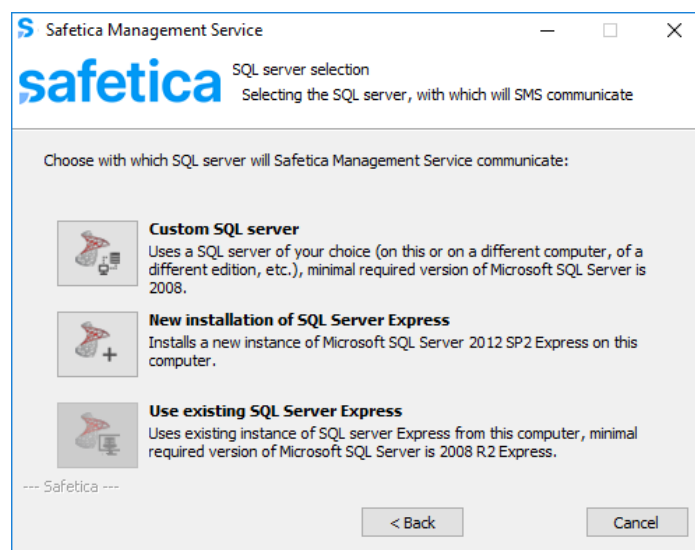 Safetica Management Service
safetica
SQL server selection
Selecting the SQL server, with which will SMS communicate
Choose with which SQL server will Safetica Management Service communicate:
Custom SQL server
Uses a SQL server of your choice (on this or on a different computer, of a
different edition, etc.), minimal required version of Microsoft SQL Server is
2008.
New installation of SQL Server Express
Installs a new instance of Microsoft SQL Server 2012 SP2 Express on this
computer.
Use existing SQL Server Express
Uses existing instance of SQL server Express from this computer, minimal
required version of Microsoft SQL Server is 2008 R2 Express.
--- Safetica ---
< Back
Cancel